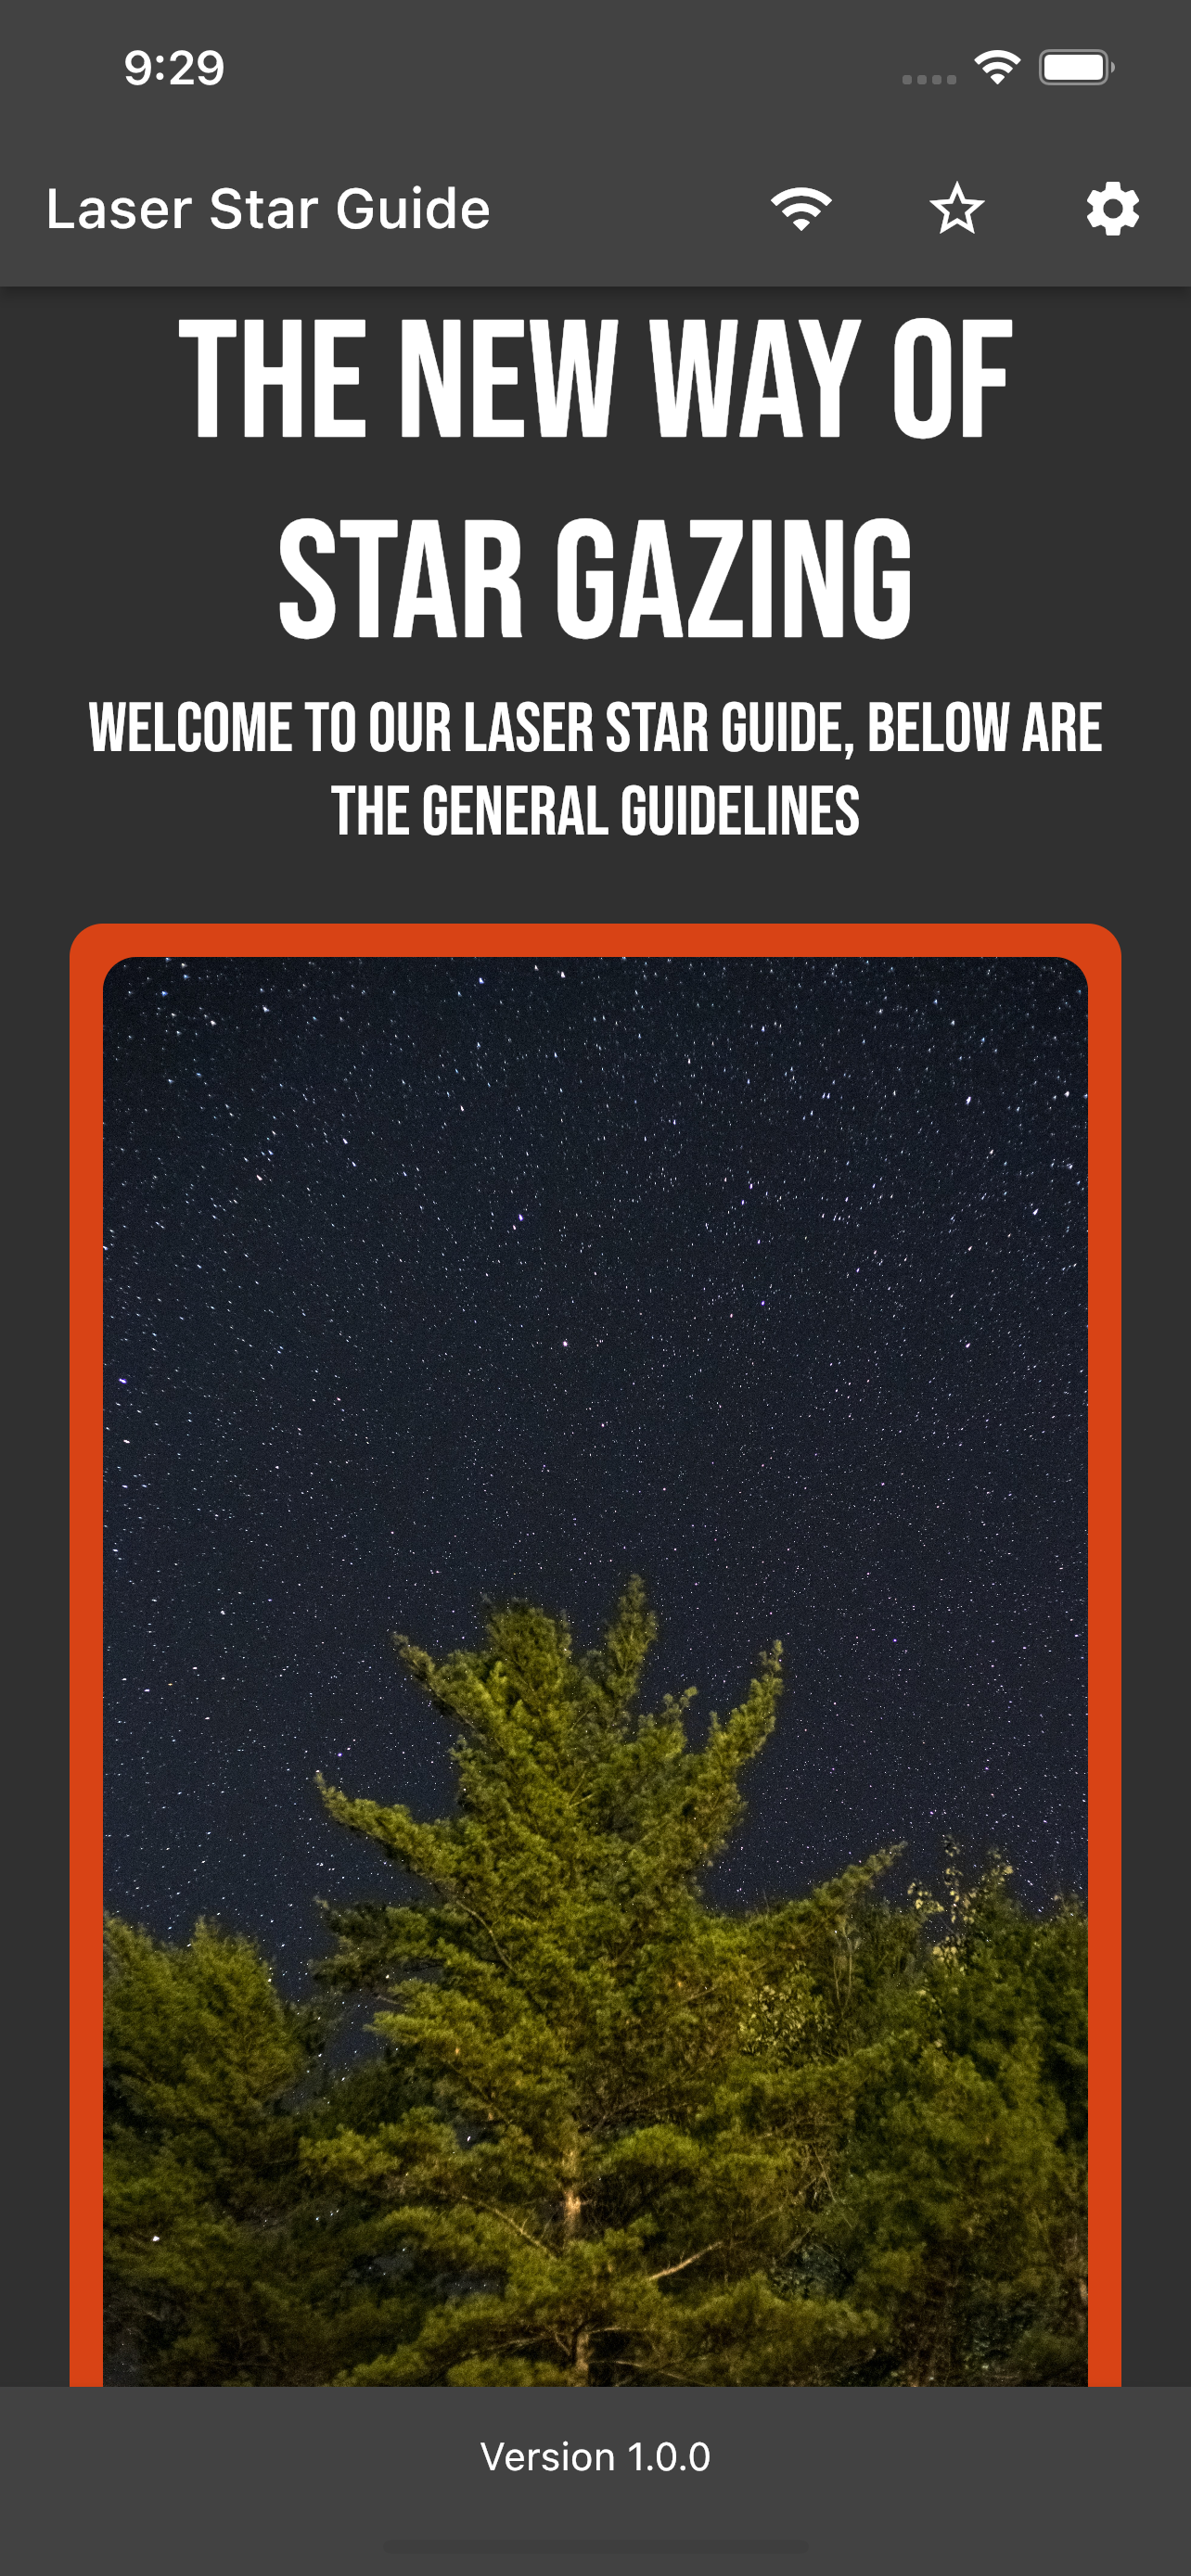 9:29
Laser Star Guide
THE NEW WAY OF
STAR GAZING
WELCOME TO OUR LASER STAR GUIDE, BELOW ARE
THE GENERAL GUIDELINES
Version 1.0.0